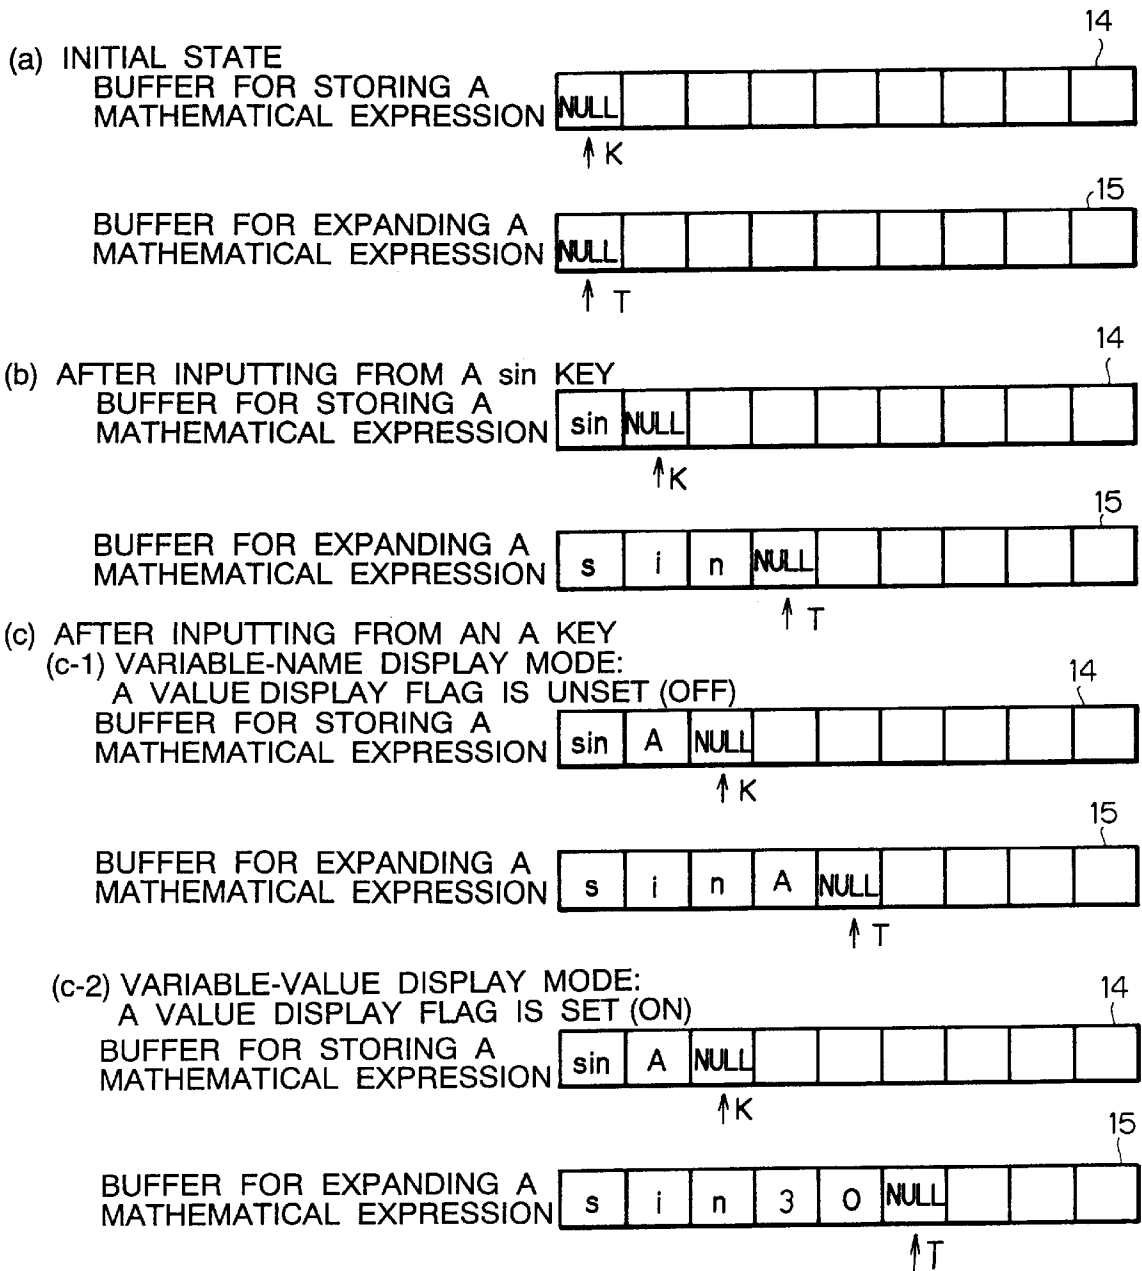 14
(a) INITIAL STATE
BUFFER FOR STORING A
MATHEMATICAL EXPRESSION NULL
K
15
BUFFER FOR EXPANDING A
MATHEMATICAL EXPRESSION NULL
T
14
(b) AFTER INPUTTING FROM A sin KEY
BUFFER FOR STORING A
MATHEMATICAL EXPRESSION sin NULL
K
15
BUFFER FOR EXPANDING A
MATHEMATICAL EXPRESSION s i n NULL
T
(c) AFTER INPUTTING FROM AN A KEY
(c-1) VARIABLE-NAME DISPLAY MODE:
14
A VALUE DISPLAY FLAG IS UNSET (OFF)
BUFFER FOR STORING A
MATHEMATICAL EXPRESSION sin A NULL
K
15
BUFFER FOR EXPANDING A
MATHEMATICAL EXPRESSION s i n A NULL
T
(c-2) VARIABLE-VALUE DISPLAY MODE:
14
A VALUE DISPLAY FLAG IS SET (ON)
BUFFER FOR STORING A
MATHEMATICAL EXPRESSION sin A NULL
K
15
BUFFER FOR EXPANDING A
MATHEMATICAL EXPRESSION s i n 3 0 NULL
T